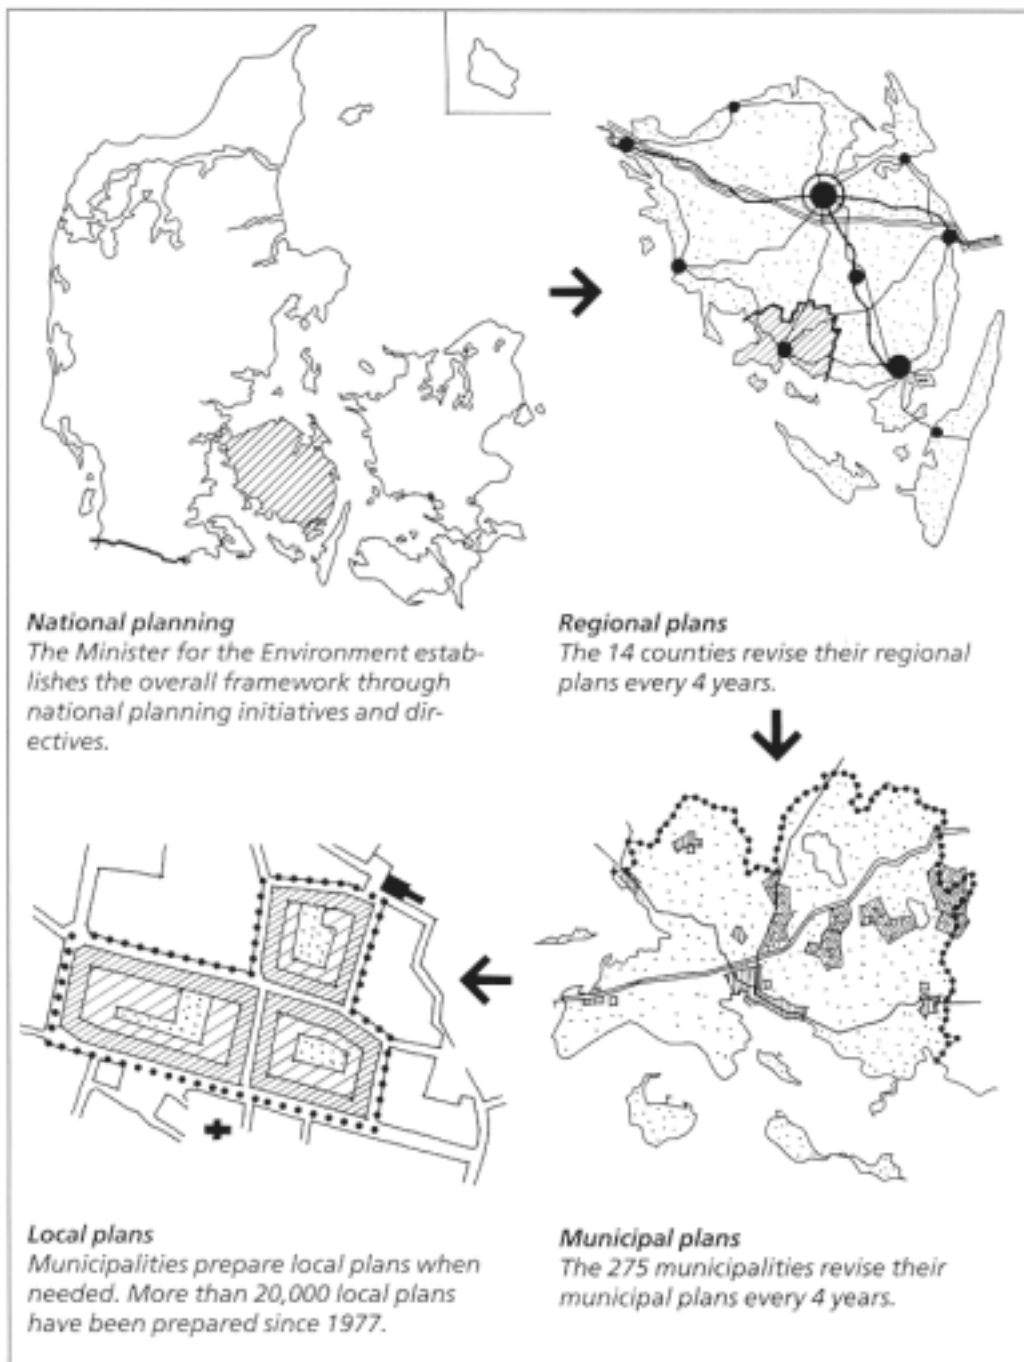 National planning
The Minister for the Environment estab-
lishes the overall framework through
national planning initiatives and dir-
ectives.
Regional plans
The 14 counties revise their regional
plans every 4 years.
Local plans
Municipalities prepare local plans when
needed. More than 20,000 local plans
have been prepared since 1977.
Municipal plans
The 275 municipalities revise their
municipal plans every 4 years.